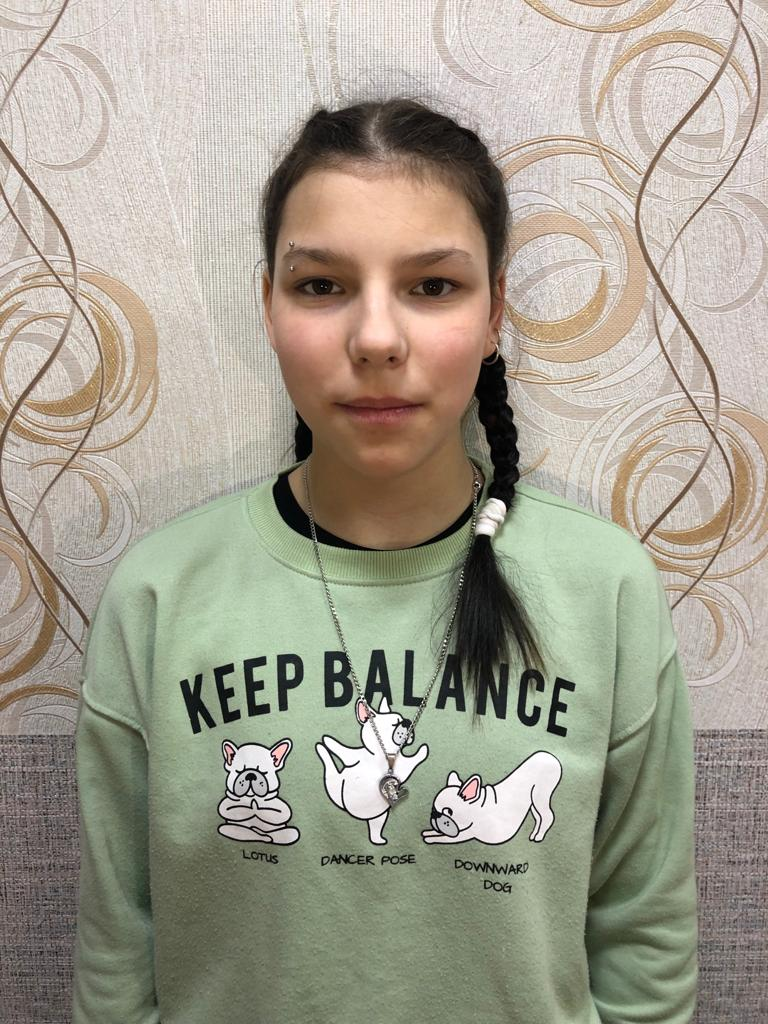 KEEP BALANCE
LOTUS
DANCER POSE
DOWNWARD
DOG